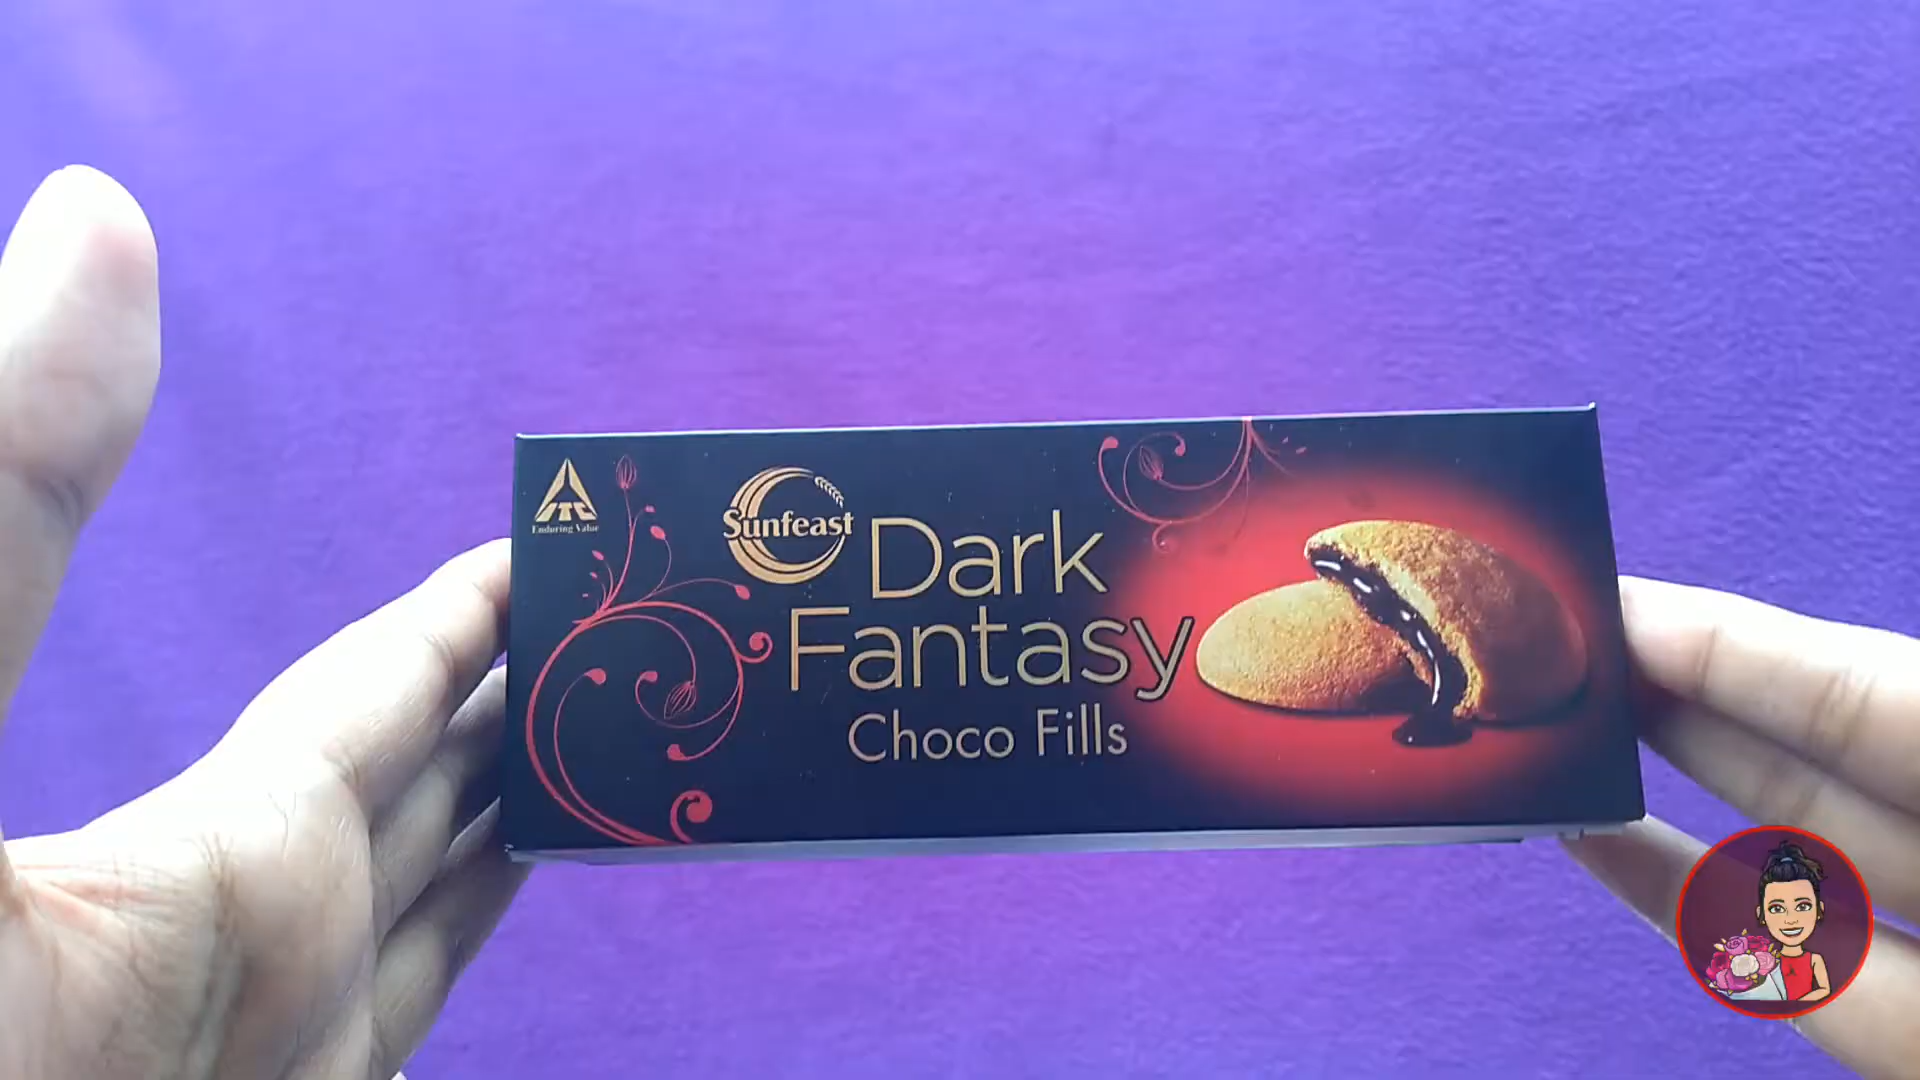 ITC
Enduring Value
Sunfeast
Dark
Fantasy
Choco Fills